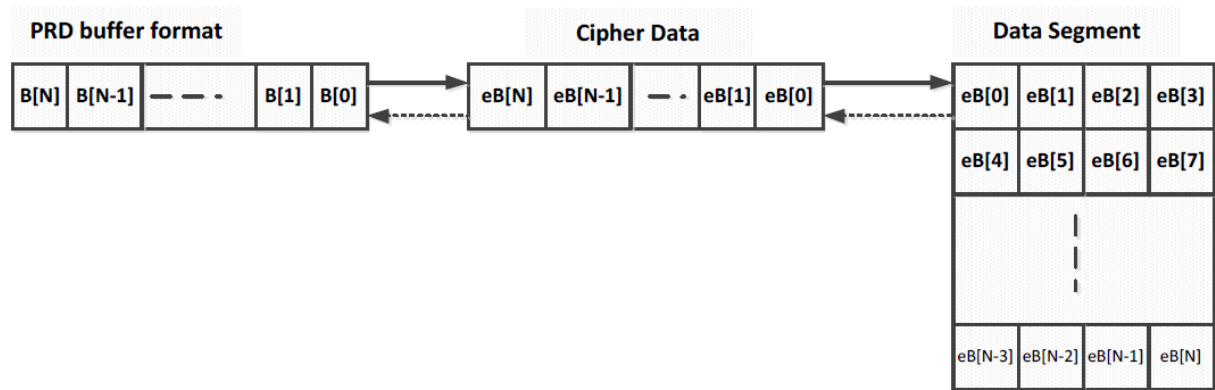 PRD buffer format
Cipher Data
Data Segment
B[N] B[N-1] B[1] B[0]
eB[N] eB[N-1] eB[1] eB[0]
eB[0] eB[1] eB[2] eB[3]
eB[4] eB[5] eB[6] eB[7]
eB[N-3] eB[N-2] eB[N-1] eB[N]